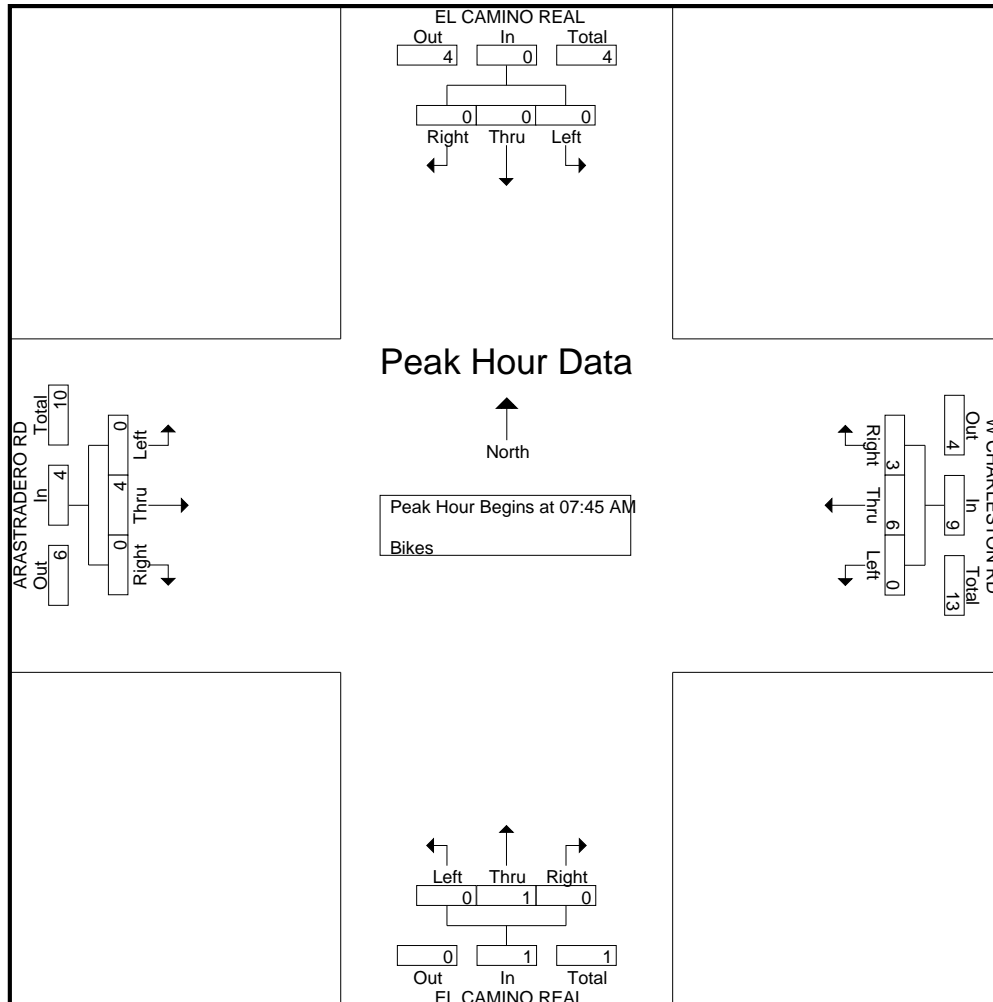 EL CAMINO REAL
Out In Total
4 0 4
0 0 0
Right Thru Left
Peak Hour Data
North
Peak Hour Begins at 07:45 AM
Bikes
ARASTRADERO RD
Total In Out
10 4 6
0 4 0
Left Thru Right
Right Thru Left
3 6 0
4 9 13
Out In Total
W CHARLESTON RD
Left Thru Right
0 1 0
0 1 1
Out In Total
EL CAMINO REAL